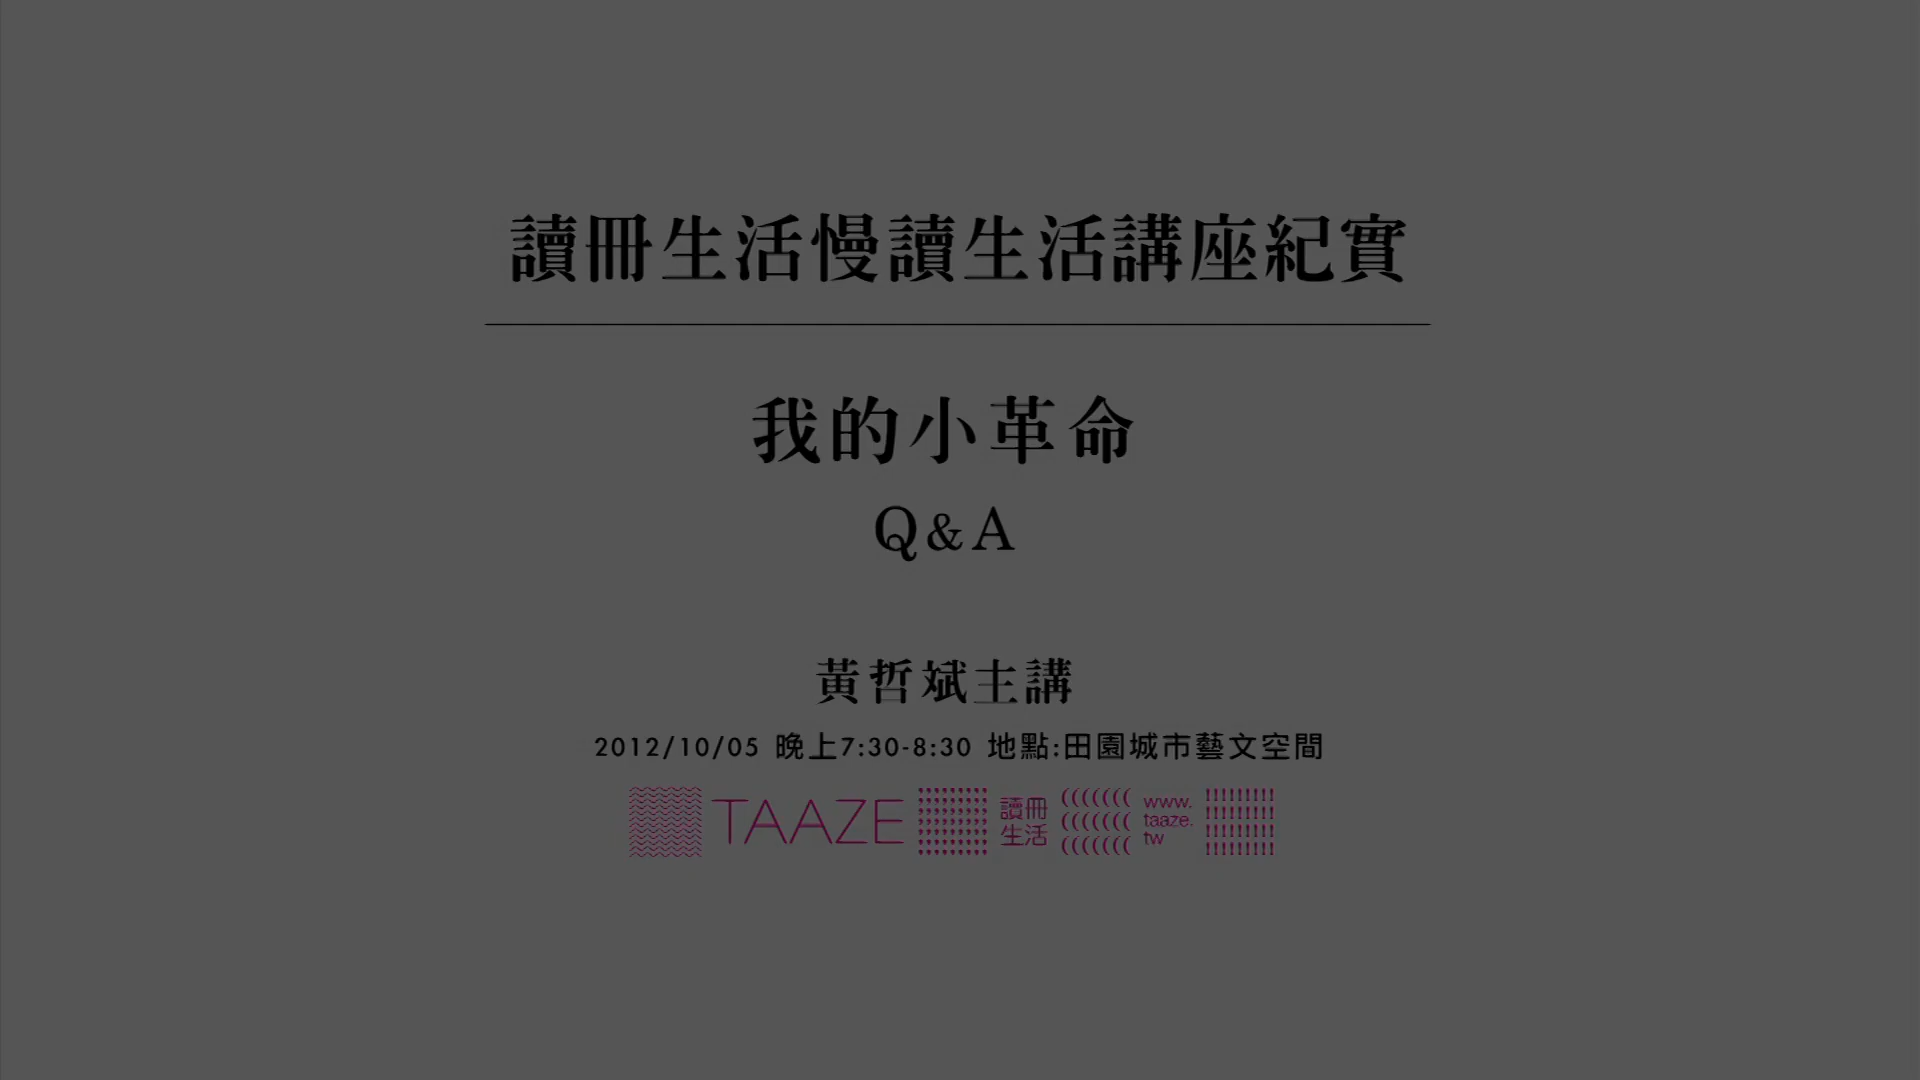 讀冊生活慢讀生活講座紀實
我的小革命
Q&A
黃哲斌主講
2012/10/05 晚上7:30-8:30 地點:田園城市藝文空間
TAAZE 讀冊生活 www.taaze.tw